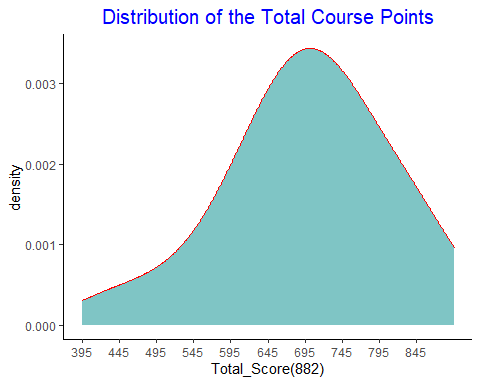 Distribution of the Total Course Points
density
0.003
0.002
0.001
0.000
395 445 495 545 595 645 695 745 795 845
Total_Score(882)